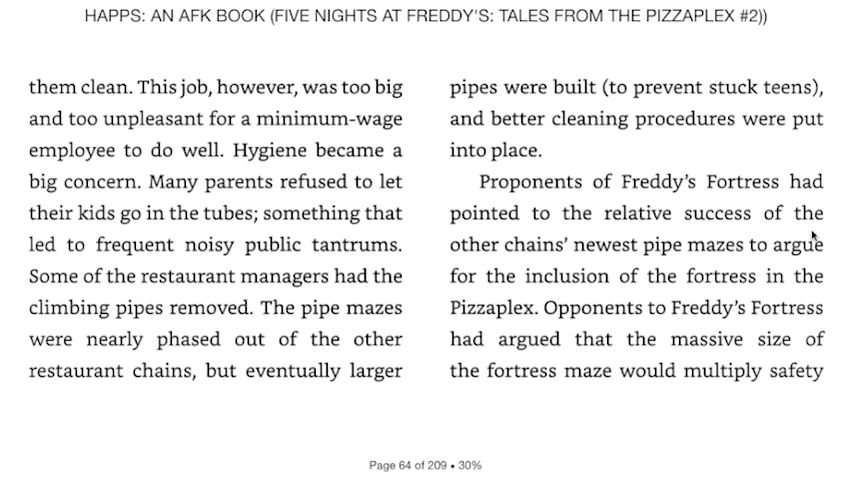 HAPPS: AN AFK BOOK (FIVE NIGHTS AT FREDDY'S: TALES FROM THE PIZZAPLEX #2))
them clean. This job, however, was too big
and too unpleasant for a minimum-wage
employee to do well. Hygiene became a
big concern. Many parents refused to let
their kids go in the tubes; something that
led to frequent noisy public tantrums.
Some of the restaurant managers had the
climbing pipes removed. The pipe mazes
were nearly phased out of the other
restaurant chains, but eventually larger
pipes were built (to prevent stuck teens),
and better cleaning procedures were put
into place.
Proponents of Freddy's Fortress had
pointed to the relative success of the
other chains' newest pipe mazes to argue
for the inclusion of the fortress in the
Pizzaplex. Opponents to Freddy's Fortress
had argued that the massive size of
the fortress maze would multiply safety
Page 64 of 209 • 30%